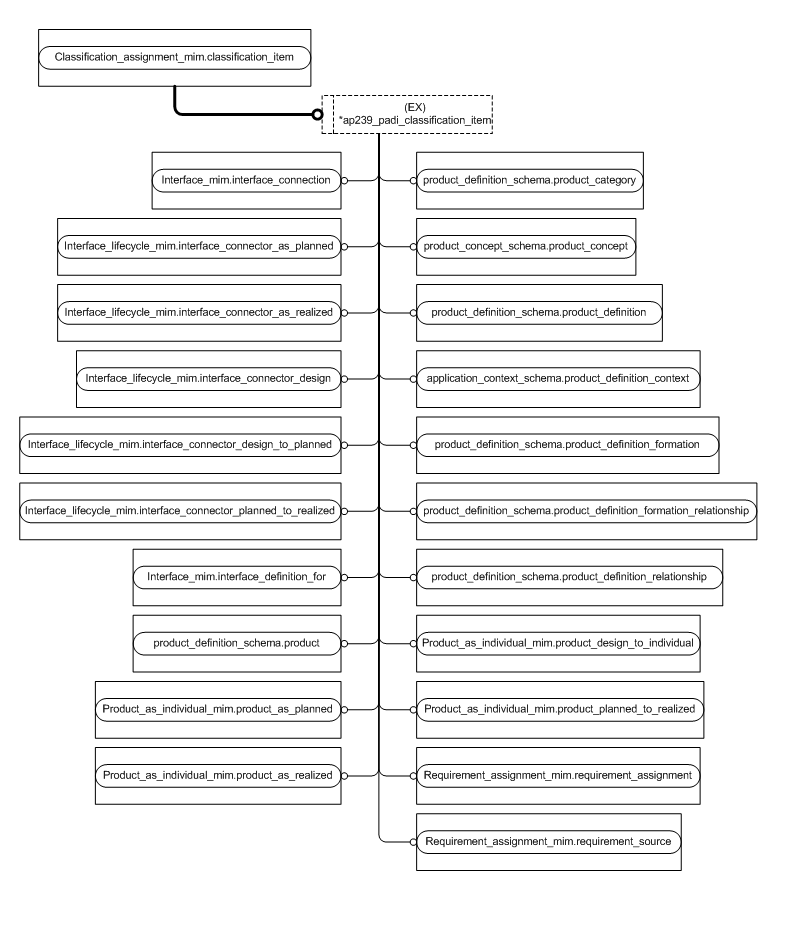 Classification_assignment_mim.classification_item
(EX)
*ap239_padi_classification_item
Interface_mim.interface_connection
product_definition_schema.product_category
Interface_lifecycle_mim.interface_connector_as_planned
product_concept_schema.product_concept
Interface_lifecycle_mim.interface_connector_as_realized
product_definition_schema.product_definition
Interface_lifecycle_mim.interface_connector_design
application_context_schema.product_definition_context
Interface_lifecycle_mim.interface_connector_design_to_planned
product_definition_schema.product_definition_formation
Interface_lifecycle_mim.interface_connector_planned_to_realized
product_definition_schema.product_definition_formation_relationship
Interface_mim.interface_definition_for
product_definition_schema.product_definition_relationship
product_definition_schema.product
Product_as_individual_mim.product_design_to_individual
Product_as_individual_mim.product_as_planned
Product_as_individual_mim.product_planned_to_realized
Product_as_individual_mim.product_as_realized
Requirement_assignment_mim.requirement_assignment
Requirement_assignment_mim.requirement_source